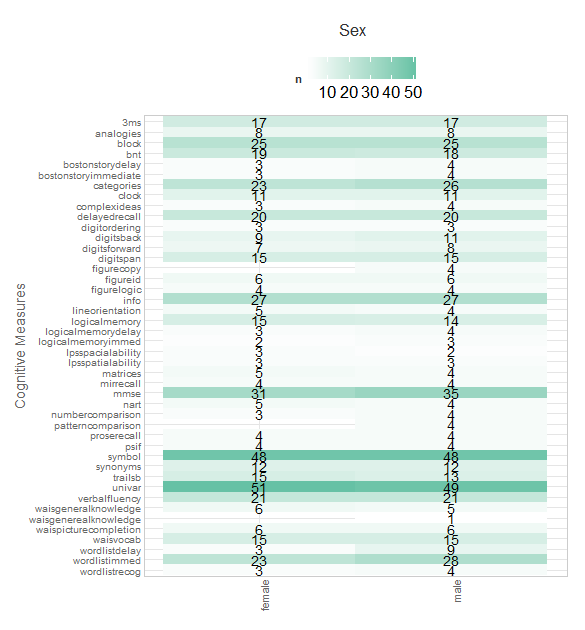 Sex
n
10 20 30 40 50
Cognitive Measures
3ms 17 17
analogies 8 8
block 25 25
bnt 19 18
bostonstorydelay 3 4
bostonstoryimmediate 3 4
categories 23 26
clock 11 11
complexideas 3 4
delayedrecall 20 20
digitordering 3 3
digitsback 9 11
digitsforward 7 8
digitspan 15 15
figurecopy 4
figureid 6 6
figurelogic 4 4
info 27 27
lineorientation 5 4
logicalmemory 15 14
logicalmemorydelay 3 4
logicalmemoryimmed 2 3
lpsspacialability 3 2
lpsspatialability 3 3
matrices 5 4
mirrecall 4 4
mmse 31 35
nart 5 4
numbercomparison 3 4
patterncomparison 4
proserecall 4 4
psif 4 4
symbol 48 48
synonyms 12 12
trailsb 15 13
univar 51 49
verbalfluency 21 21
waisgeneralknowledge 6 5
waisgenerealknowledge 1
waispicturecompletion 6 6
waisvocab 15 15
wordlistdelay 3 9
wordlistimmed 23 28
wordlistrecog 3 4
female male